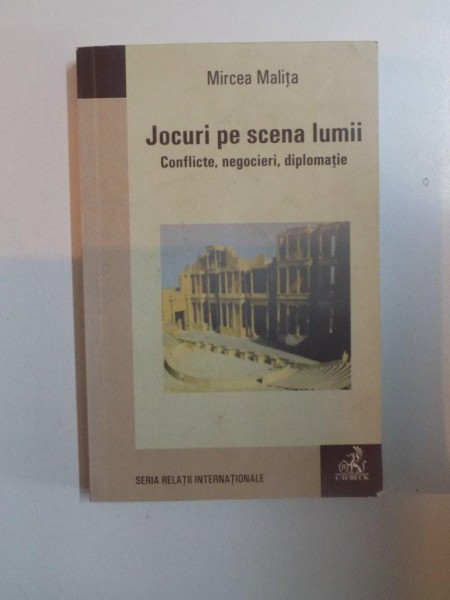 Mircea Malița
Jocuri pe scena lumii
Conflicte, negocieri, diplomație
SERIA RELAȚII INTERNAȚIONALE
C·H·BECK